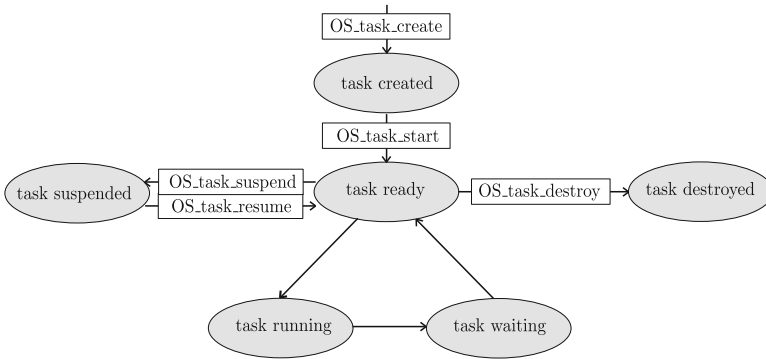 OS_task_create
task created
OS_task_start
task suspended
OS_task_suspend
OS_task_resume
task ready
OS_task_destroy
task destroyed
task running
task waiting